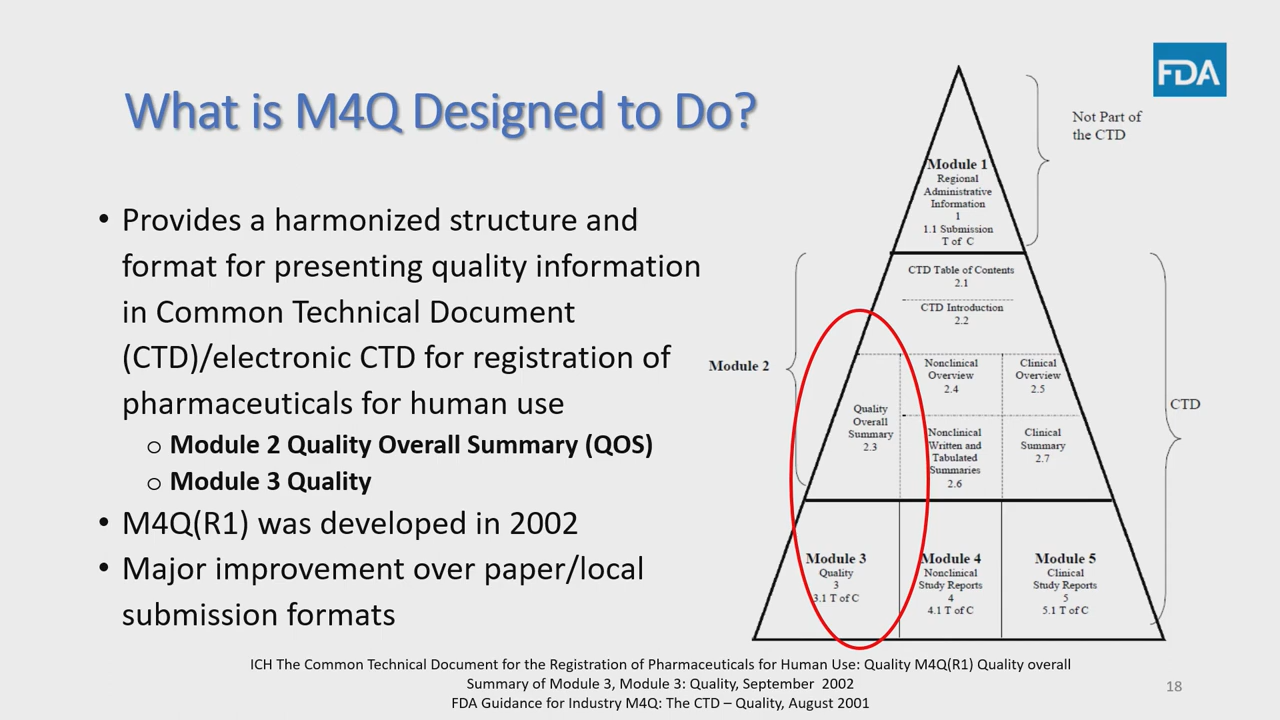 FDA
What is M4Q Designed to Do?
• Provides a harmonized structure and
format for presenting quality information
in Common Technical Document
(CTD)/electronic CTD for registration of
pharmaceuticals for human use
o Module 2 Quality Overall Summary (QOS)
o Module 3 Quality
• M4Q(R1) was developed in 2002
• Major improvement over paper/local
submission formats
Not Part of
the CTD
Module 1
Regional
Administrative
Information
1
1.1 Submission
T of C
Module 2
CTD Table of Contents
2.1
CTD Introduction
2.2
Quality
Overall
Summary
2.3
Nonclinical
Overview
2.4
Clinical
Overview
2.5
Nonclinical
Written and
Tabulated
Summaries
2.6
Clinical
Summary
2.7
CTD
Module 3
Quality
3
3.1 T of C
Module 4
Nonclinical
Study Reports
4
4.1 T of C
Module 5
Clinical
Study Reports
5
5.1 T of C
ICH The Common Technical Document for the Registration of Pharmaceuticals for Human Use: Quality M4Q(R1) Quality overall
Summary of Module 3, Module 3: Quality, September 2002
FDA Guidance for Industry M4Q: The CTD – Quality, August 2001
18